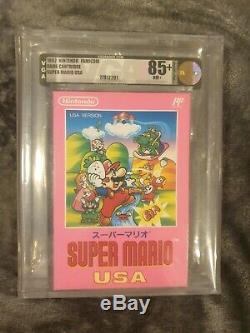 1992 NINTENDO FAMICOM
GAME CARTRIDGE
SUPER MARIO USA
85+
NM+
Nintendo
USA VERSION
スーパーマリオ
SUPER MARIO
USA